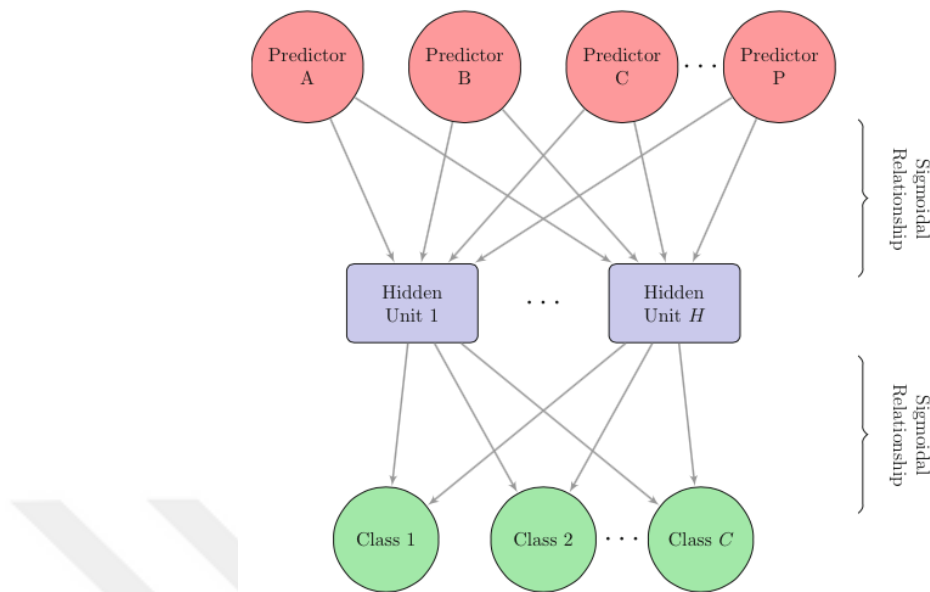 Predictor
A
Predictor
B
Predictor
C
...
Predictor
P
Sigmoidal
Relationship
Hidden
Unit 1
...
Hidden
Unit H
Sigmoidal
Relationship
Class 1
Class 2
...
Class C